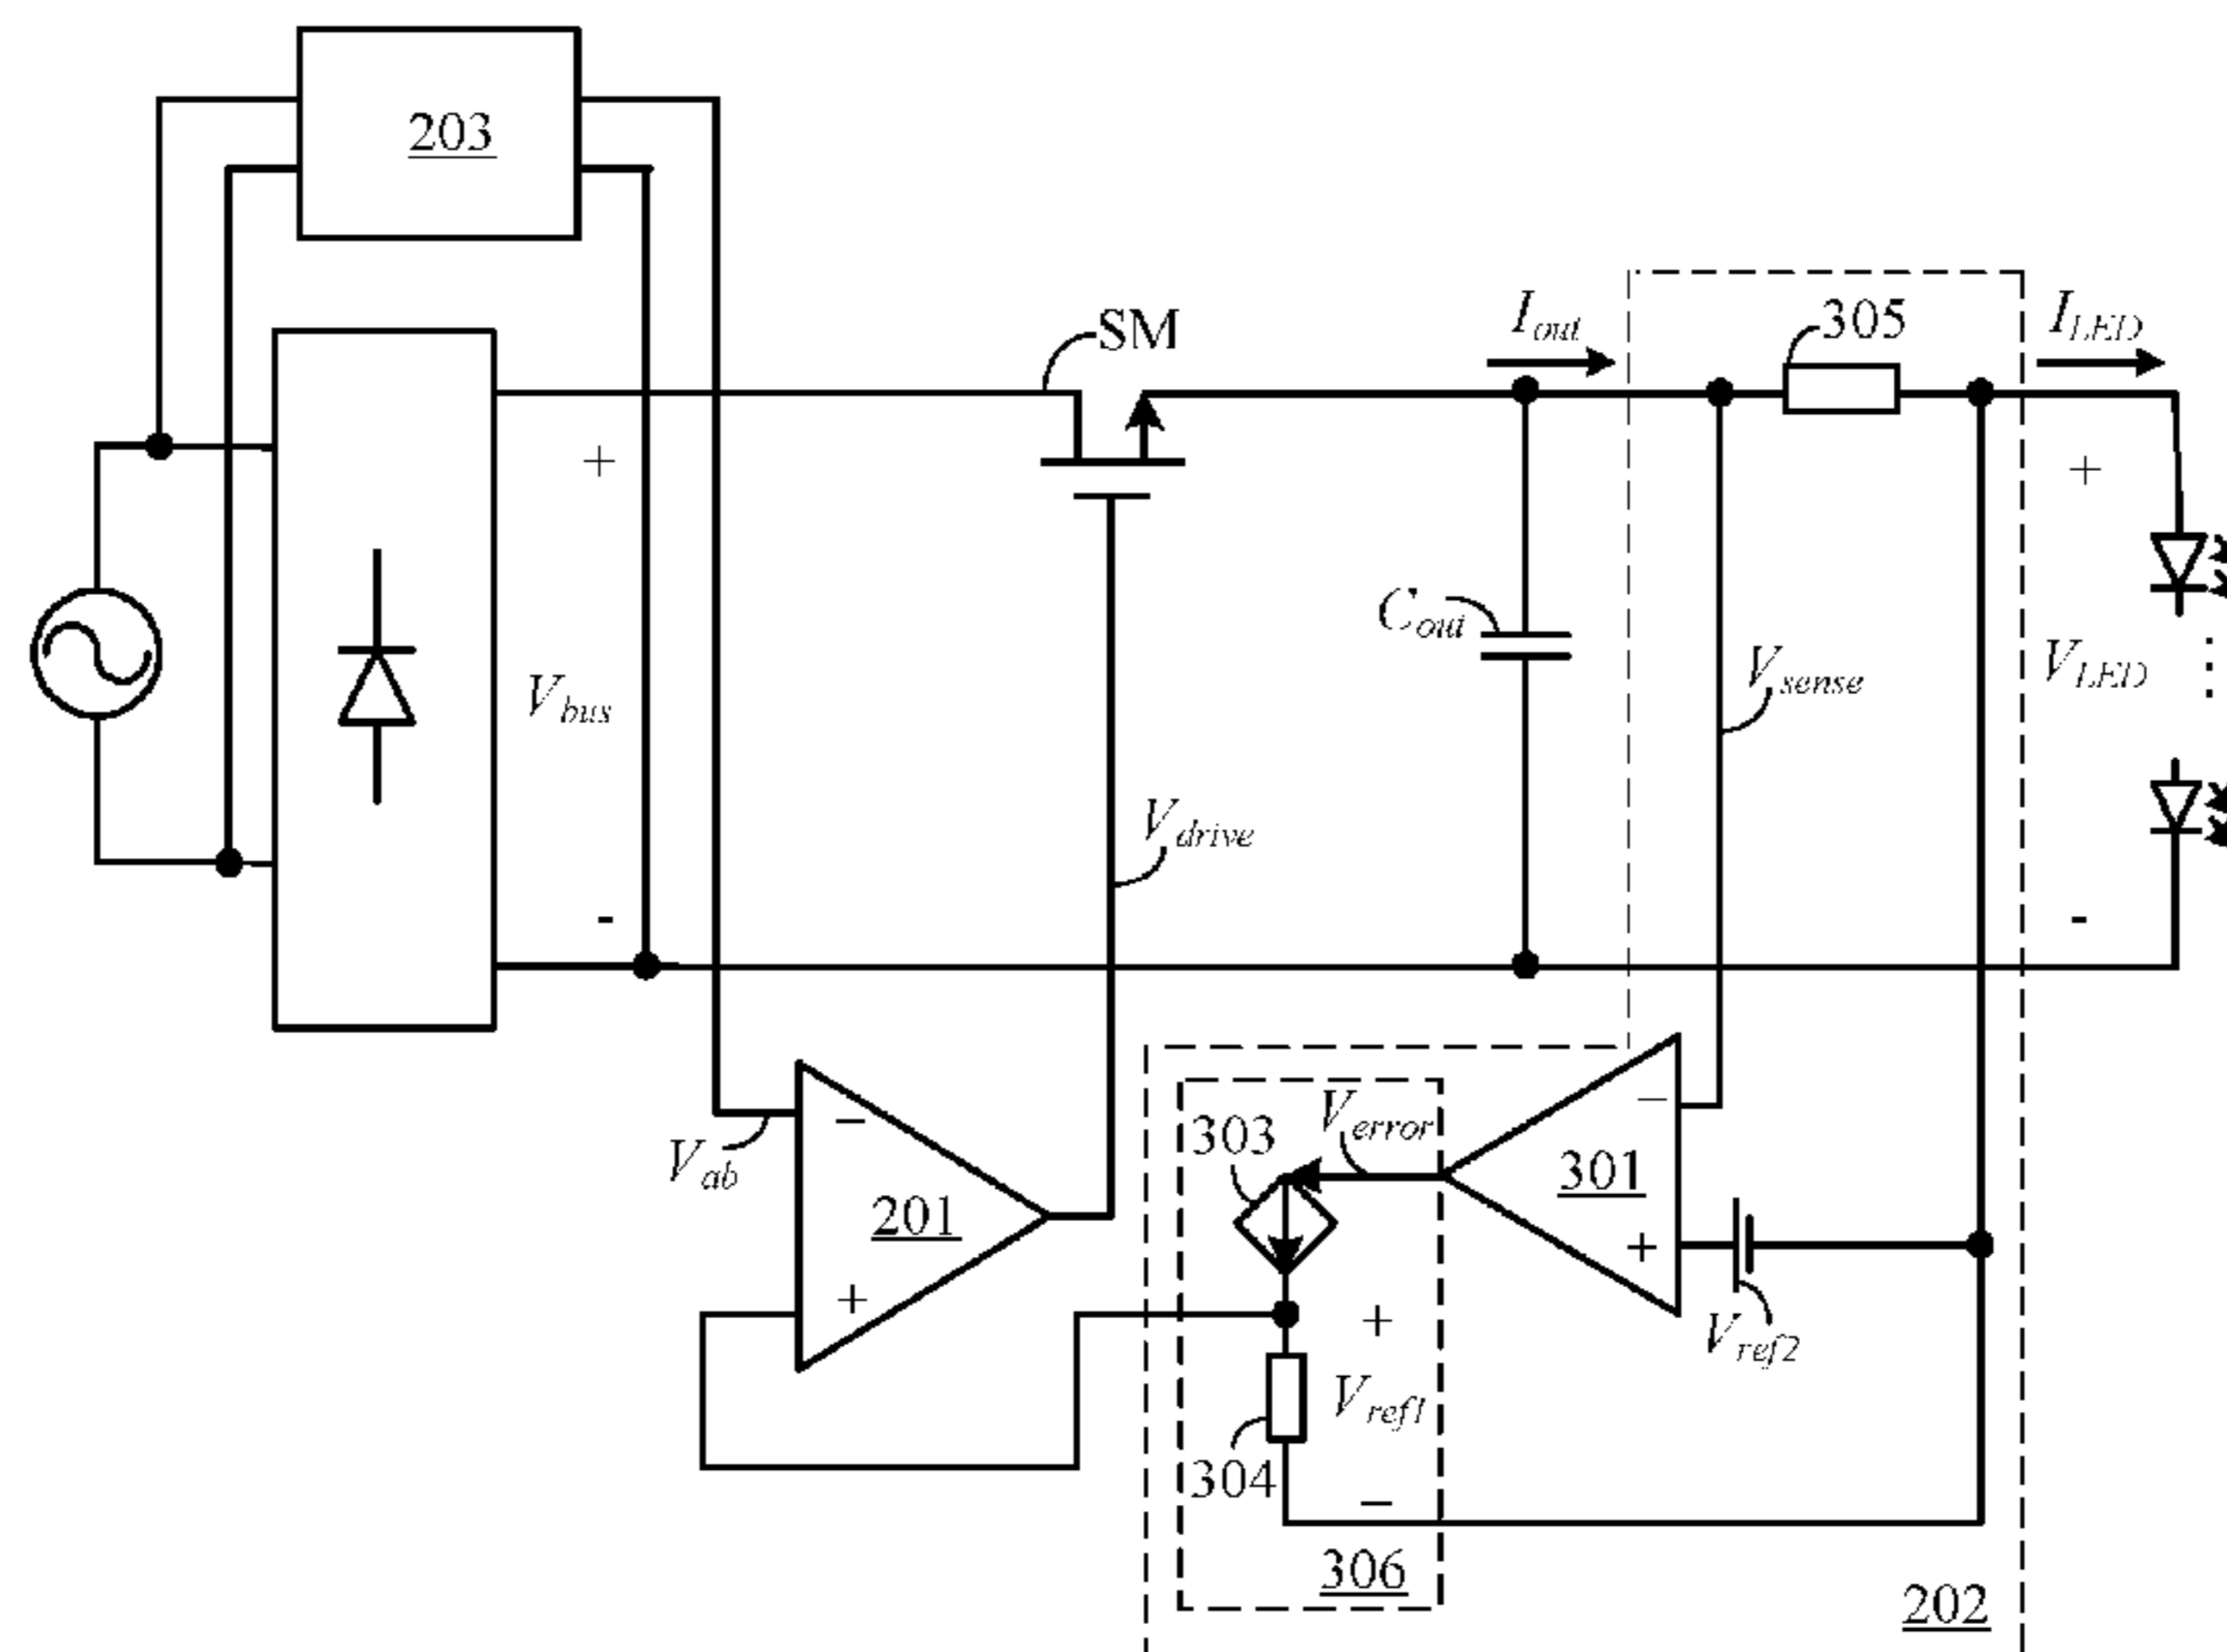 203
SM
I_out
305
I_LED
+
+
C_out
V_sense
V_LED
V_bus
V_drive
-
-
−
V_ab
201
+
303
V_error
−
301
+
+
V_ref2
V_ref1
304
−
306
202